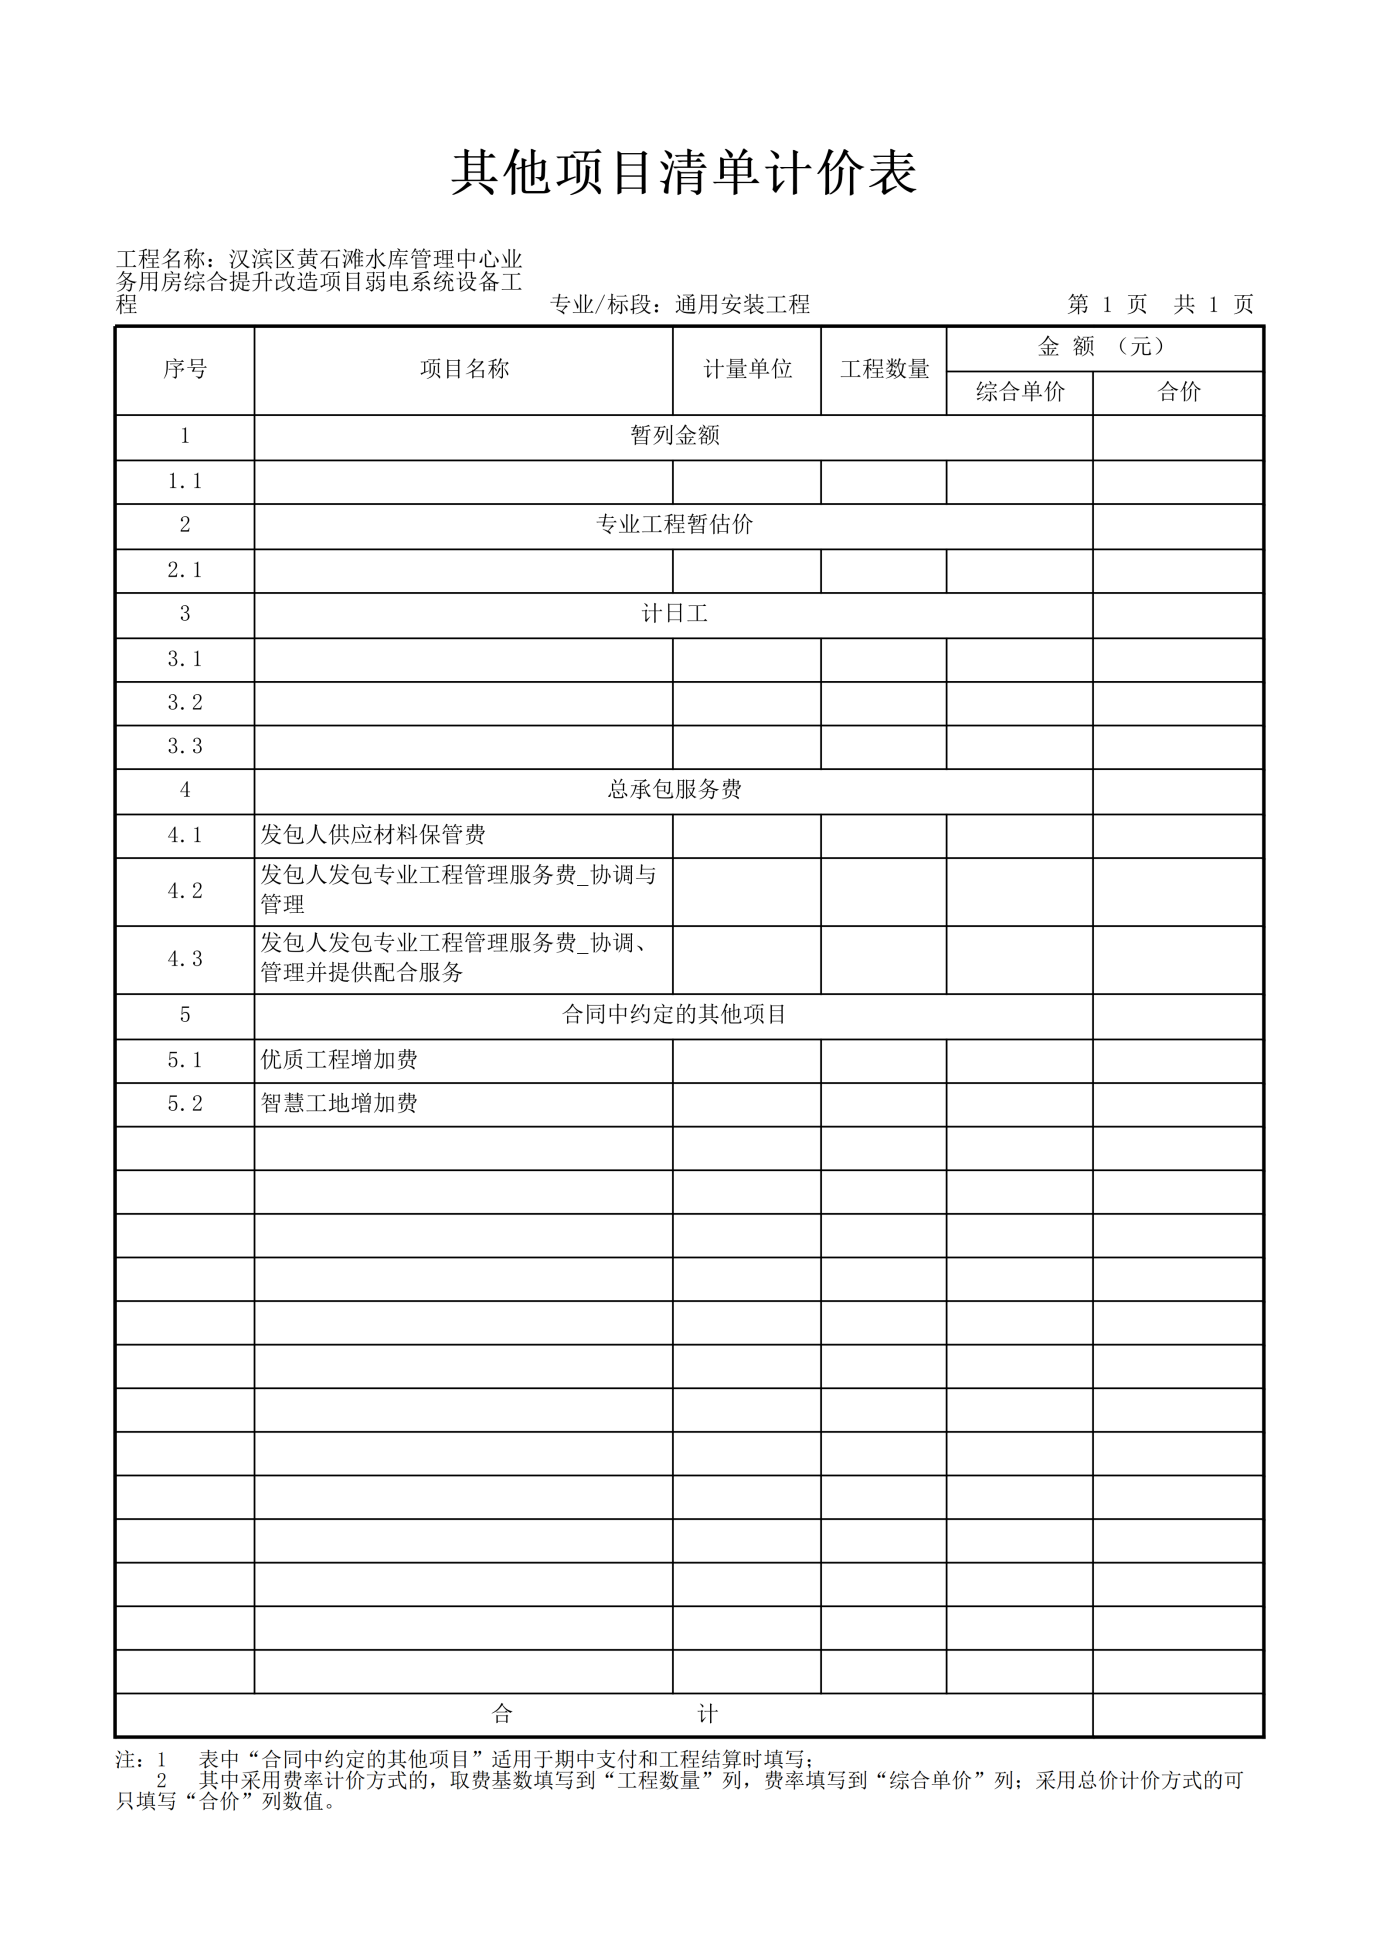 其他项目清单计价表
工程名称：汉滨区黄石滩水库管理中心业
务用房综合提升改造项目弱电系统设备工
程 专业/标段：通用安装工程 第 1 页 共 1 页
序号 项目名称 计量单位 工程数量 金 额 （元）
综合单价 合价
1 暂列金额
1.1
2 专业工程暂估价
2.1
3 计日工
3.1
3.2
3.3
4 总承包服务费
4.1 发包人供应材料保管费
4.2 发包人发包专业工程管理服务费_协调与
管理
4.3 发包人发包专业工程管理服务费_协调、
管理并提供配合服务
5 合同中约定的其他项目
5.1 优质工程增加费
5.2 智慧工地增加费
合 计
注：1 表中“合同中约定的其他项目”适用于期中支付和工程结算时填写；
2 其中采用费率计价方式的，取费基数填写到“工程数量”列，费率填写到“综合单价”列；采用总价计价方式的可
只填写“合价”列数值。